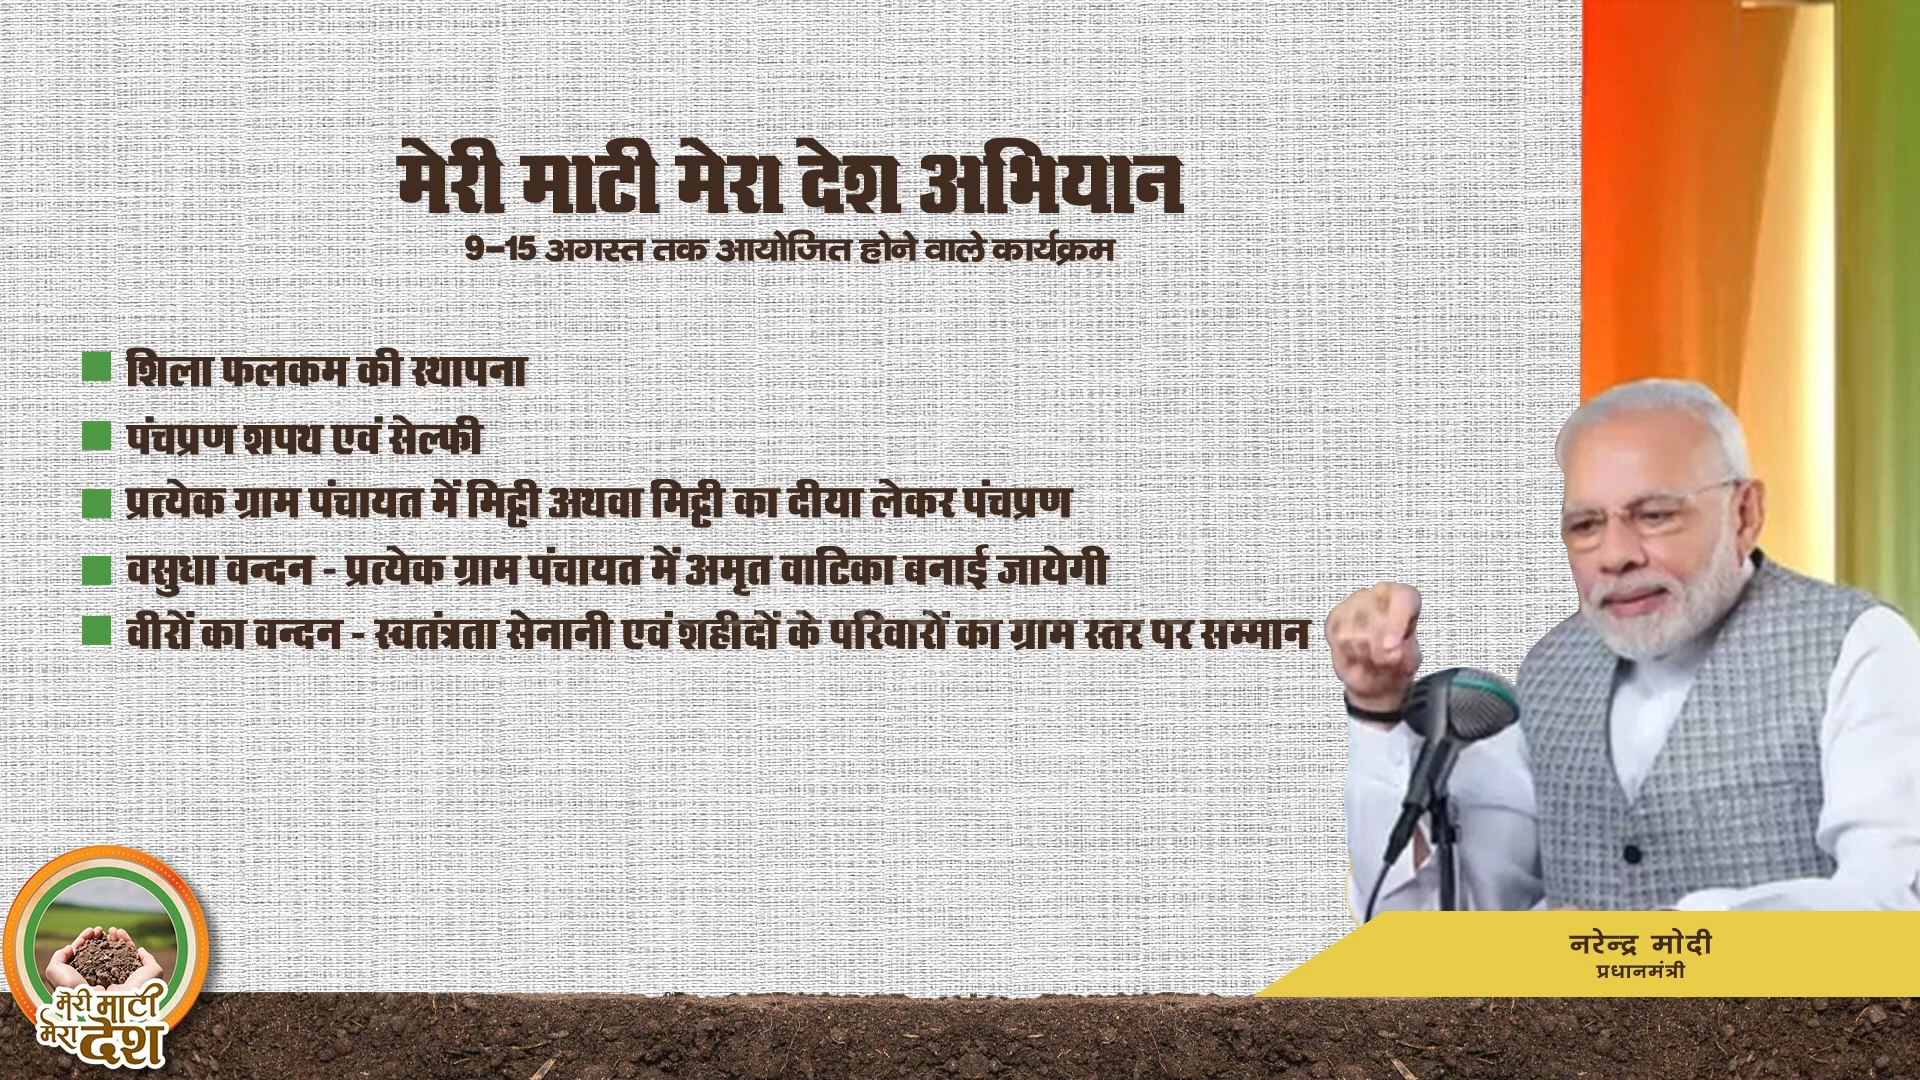 मेरी माटी मेरा देश अभियान
9-15 अगस्त तक आयोजित होने वाले कार्यक्रम
शिला फलकम की स्थापना
पंचप्रण शपथ एवं सेल्फी
प्रत्येक ग्राम पंचायत में मिट्टी अथवा मिट्टी का दीया लेकर पंचप्रण
वसुधा वन्दन - प्रत्येक ग्राम पंचायत में अमृत वाटिका बनाई जायेगी
वीरों का वन्दन - स्वतंत्रता सेनानी एवं शहीदों के परिवारों का ग्राम स्तर पर सम्मान
नरेन्द्र मोदी
प्रधानमंत्री
मेरी माटी
मेरा देश